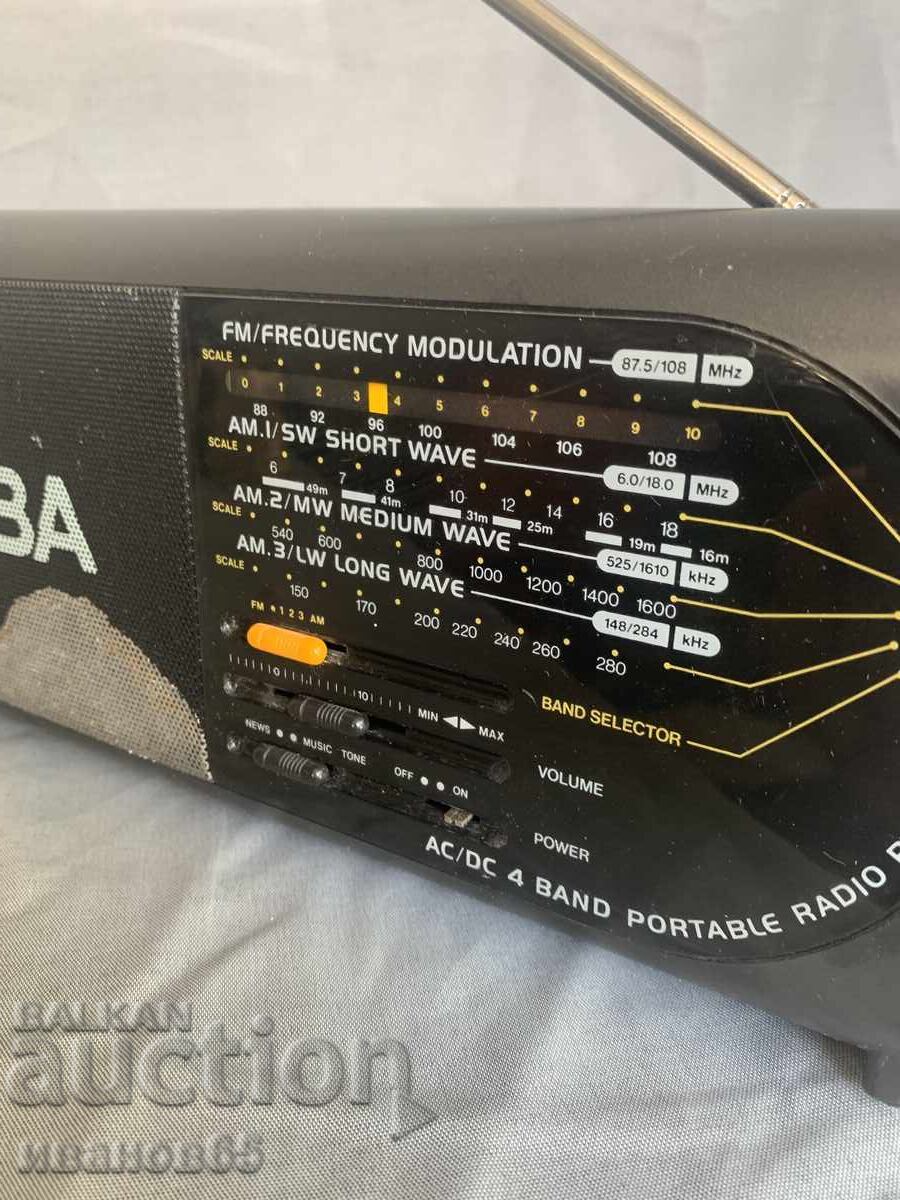 FM/FREQUENCY MODULATION 87.5/108 MHz
SCALE
0 1 2 3 4 5 6 7 8 9 10
88 92 96 100 104 106 108
AM.1/SW SHORT WAVE 6.0/18.0 MHz
SCALE
6 7 8 10 12 14 16 18
49m 41m 31m 25m 19m 16m
AM.2/MW MEDIUM WAVE 525/1610 kHz
SCALE
540 600 800 1000 1200 1400 1600
AM.3/LW LONG WAVE 148/284 kHz
SCALE
150 170 200 220 240 260 280
FM 1 2 3 AM
BAND SELECTOR
0 10
MIN MAX
VOLUME
NEWS MUSIC TONE
OFF ON
POWER
AC/DC 4 BAND PORTABLE RADIO
BA
BALKAN
auction
иванов65